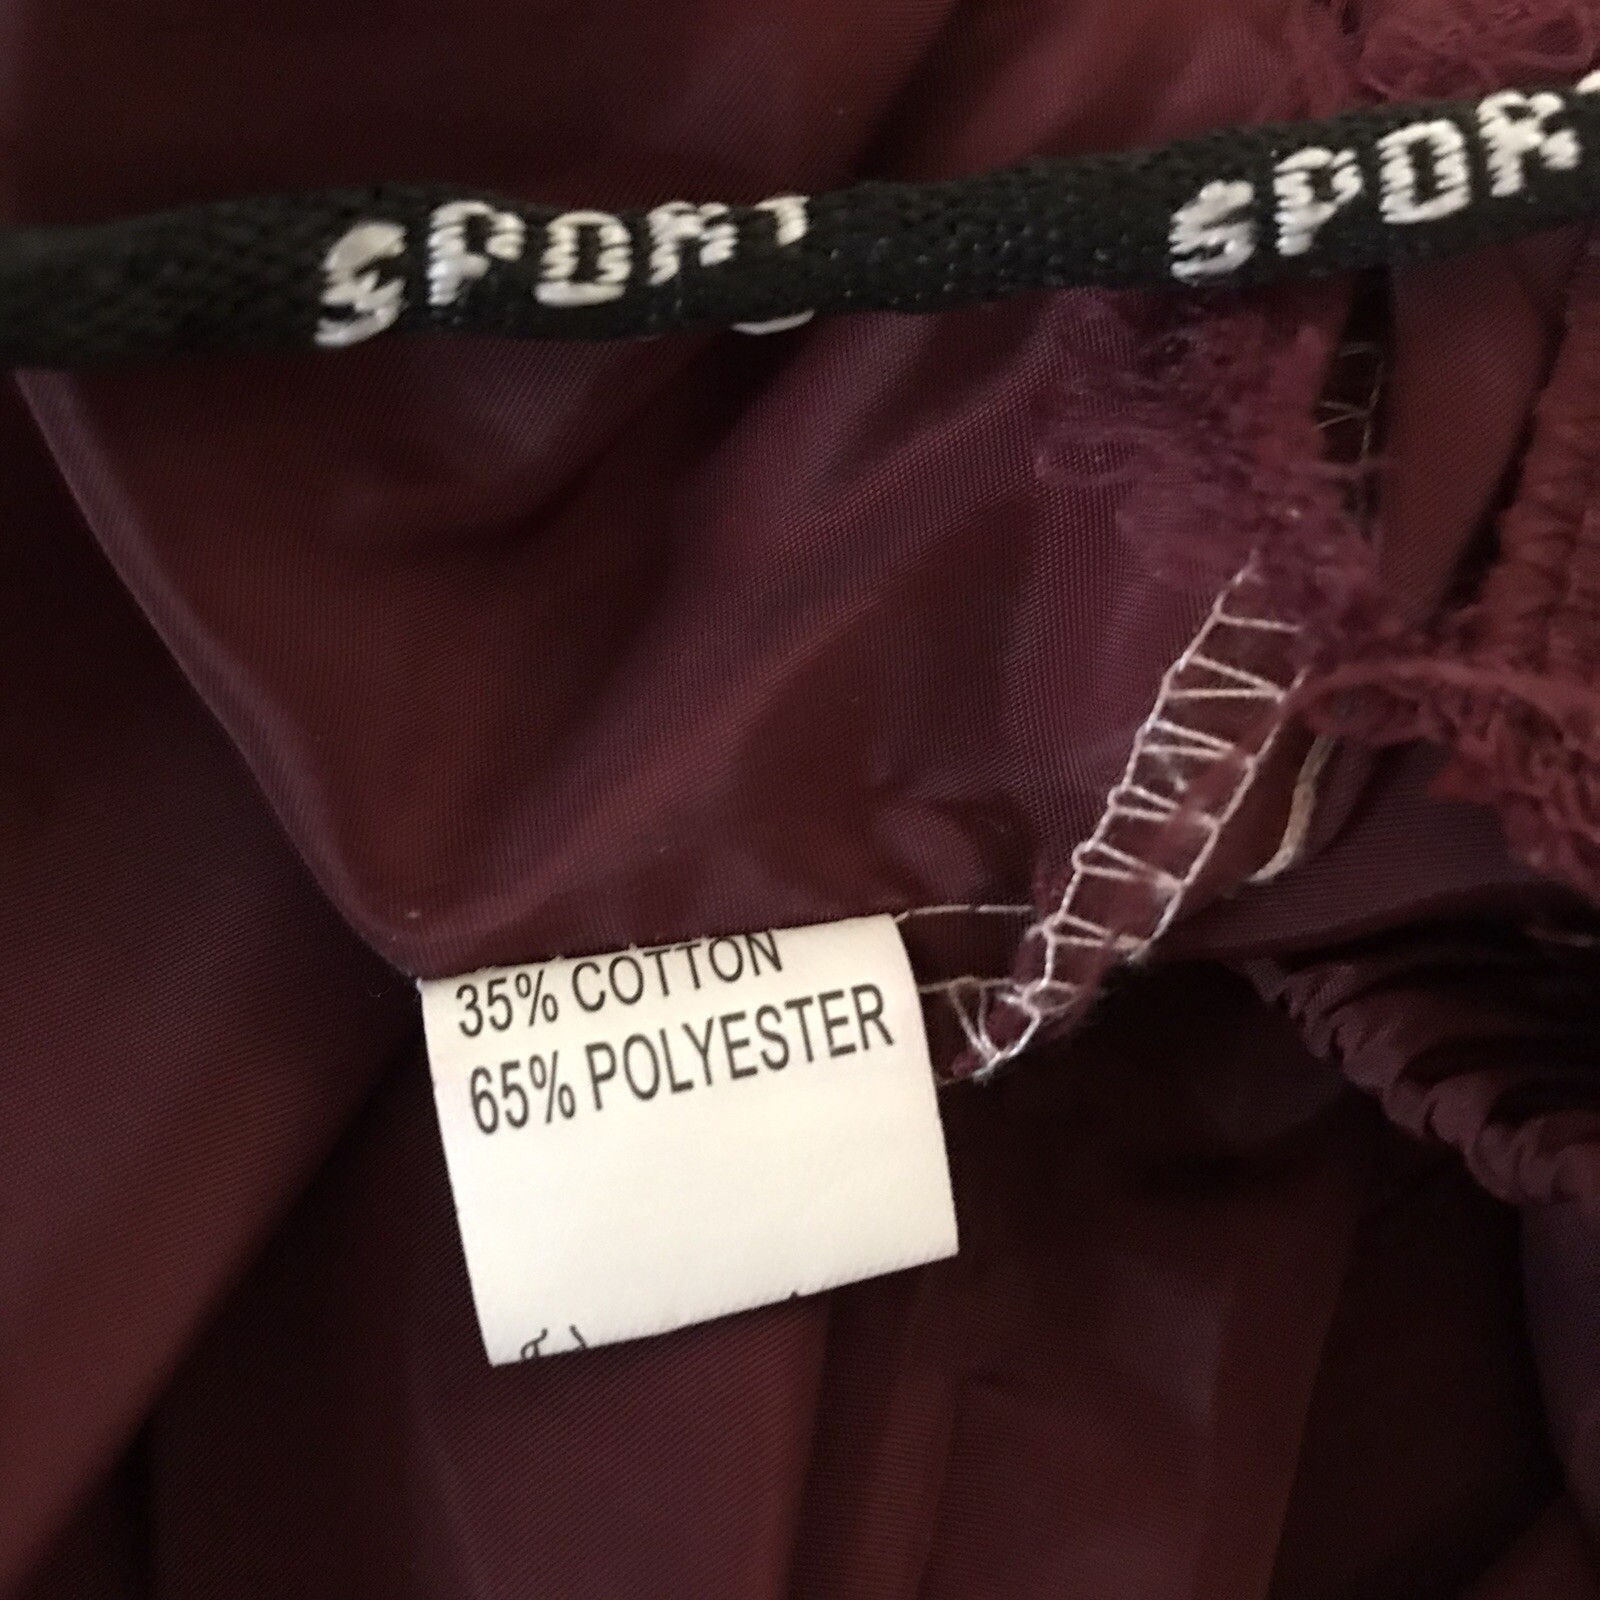 SPORT SPORT
35% COTTON
65% POLYESTER